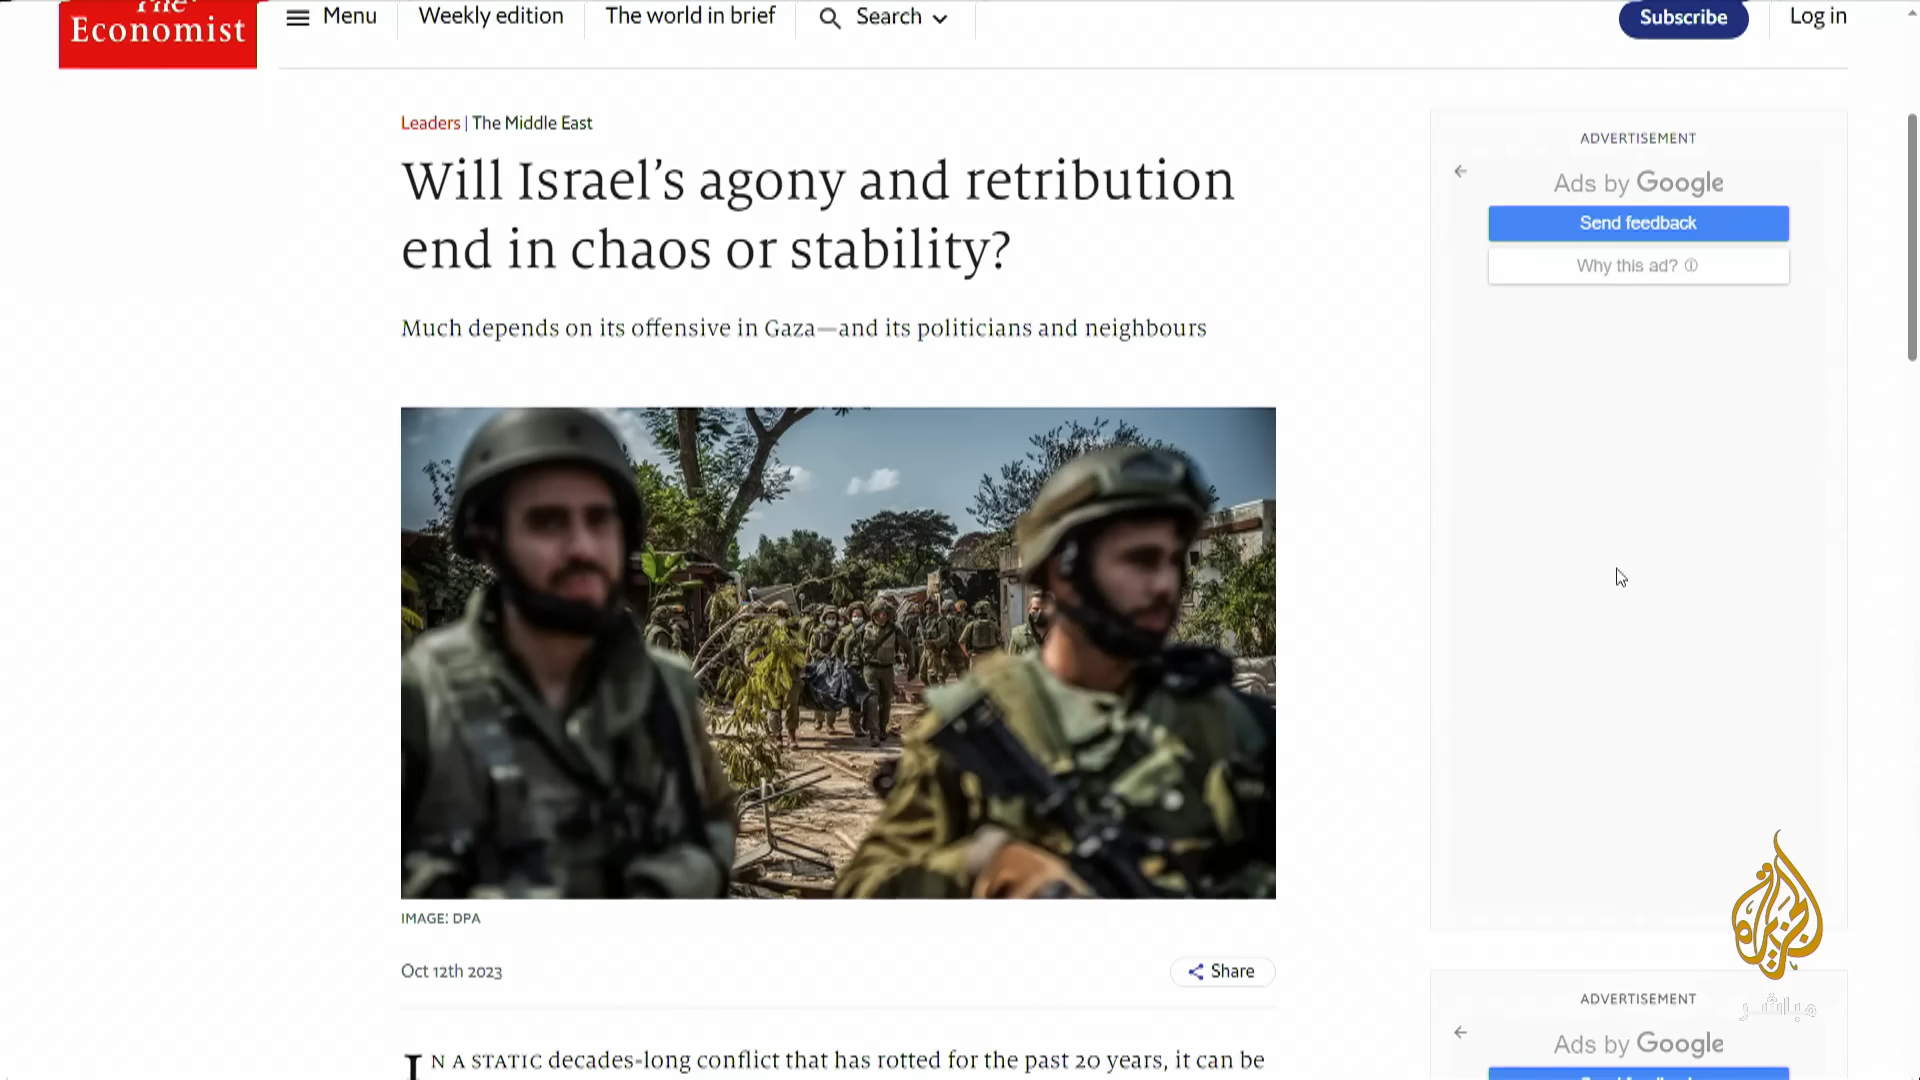 The
Economist
Menu
Weekly edition
The world in brief
Search
Subscribe
Log in
Leaders | The Middle East
Will Israel’s agony and retribution
end in chaos or stability?
Much depends on its offensive in Gaza—and its politicians and neighbours
IMAGE: DPA
Oct 12th 2023
Share
IN A STATIC decades-long conflict that has rotted for the past 20 years, it can be
ADVERTISEMENT
Ads by Google
Send feedback
Why this ad?
الجزيرة
مباشر
ADVERTISEMENT
Ads by Google